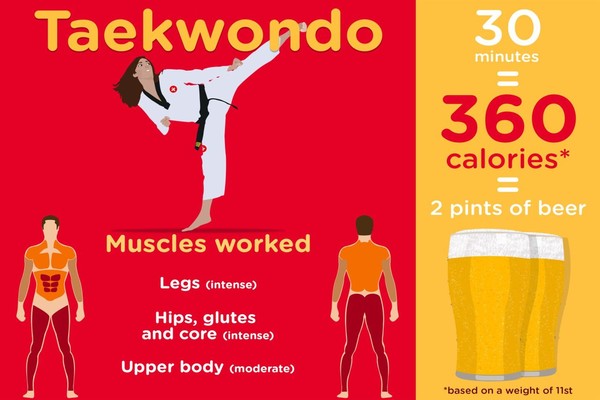 Taekwondo
Muscles worked
Legs (intense)
Hips, glutes
and core (intense)
Upper body (moderate)
30
minutes
=
360
calories*
=
2 pints of beer
*based on a weight of 11st